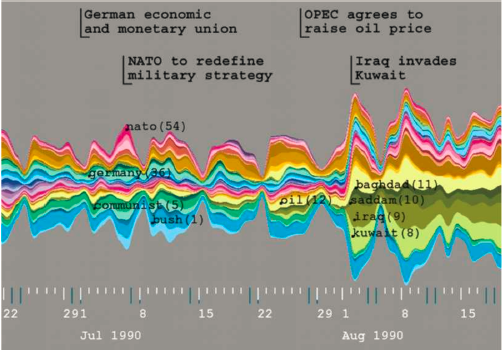 German economic
and monetary union
OPEC agrees to
raise oil price
NATO to redefine
military strategy
Iraq invades
Kuwait
nato(54)
germany(36)
baghdad(11)
communist(5)
oil(12)
saddam(10)
bush(1)
iraq(9)
kuwait(8)
22 29 1 8 15 22 29 1 8 15
Jul 1990 Aug 1990